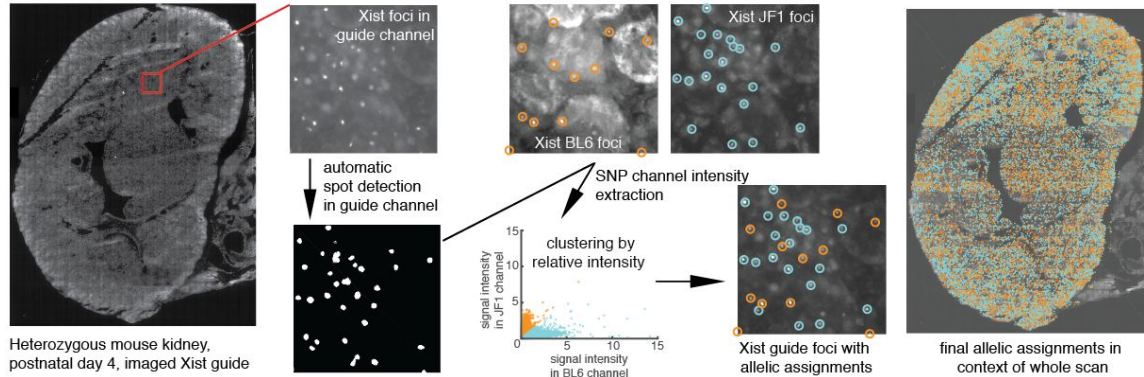 Xist foci in
guide channel
Xist BL6 foci
Xist JF1 foci
automatic
spot detection
in guide channel
SNP channel intensity
extraction
clustering by
relative intensity
signal intensity
in JF1 channel
15
10
5
5
10
15
signal intensity
in BL6 channel
Heterozygous mouse kidney,
postnatal day 4, imaged Xist guide
Xist guide foci with
allelic assignments
final allelic assignments in
context of whole scan